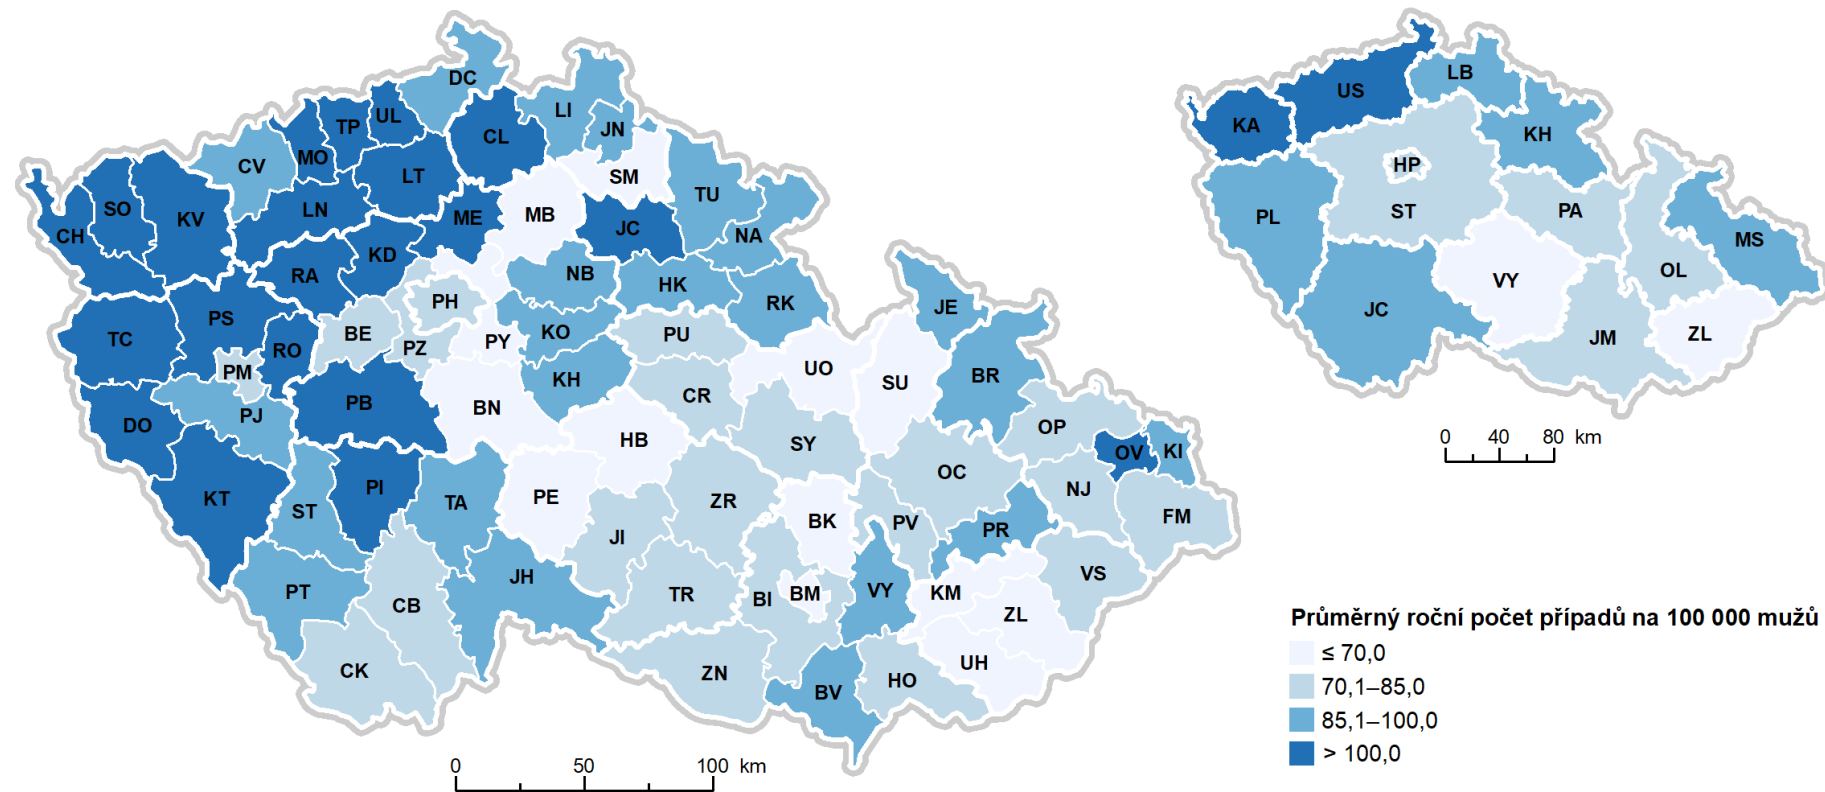 DC
LI
JN
TP
UL
CL
MO
CV
LT
SM
TU
SO
KV
LN
ME
MB
JC
NA
CH
RA
KD
NB
HK
RK
JE
PH
TC
PS
BE
RO
PZ
PY
KO
PU
UO
SU
BR
PM
KH
CR
DO
PJ
PB
BN
HB
SY
OP
OV
KI
KT
ST
PI
TA
PE
JI
ZR
BK
PV
OC
PR
NJ
FM
PT
CB
JH
TR
BI
BM
VY
KM
ZL
VS
CK
ZN
BV
HO
UH
0 50 100 km
LB
US
KA
KH
HP
ST
PA
PL
MS
VY
OL
JC
JM
ZL
0 40 80 km
Průměrný roční počet případů na 100 000 mužů
≤ 70,0
70,1–85,0
85,1–100,0
> 100,0